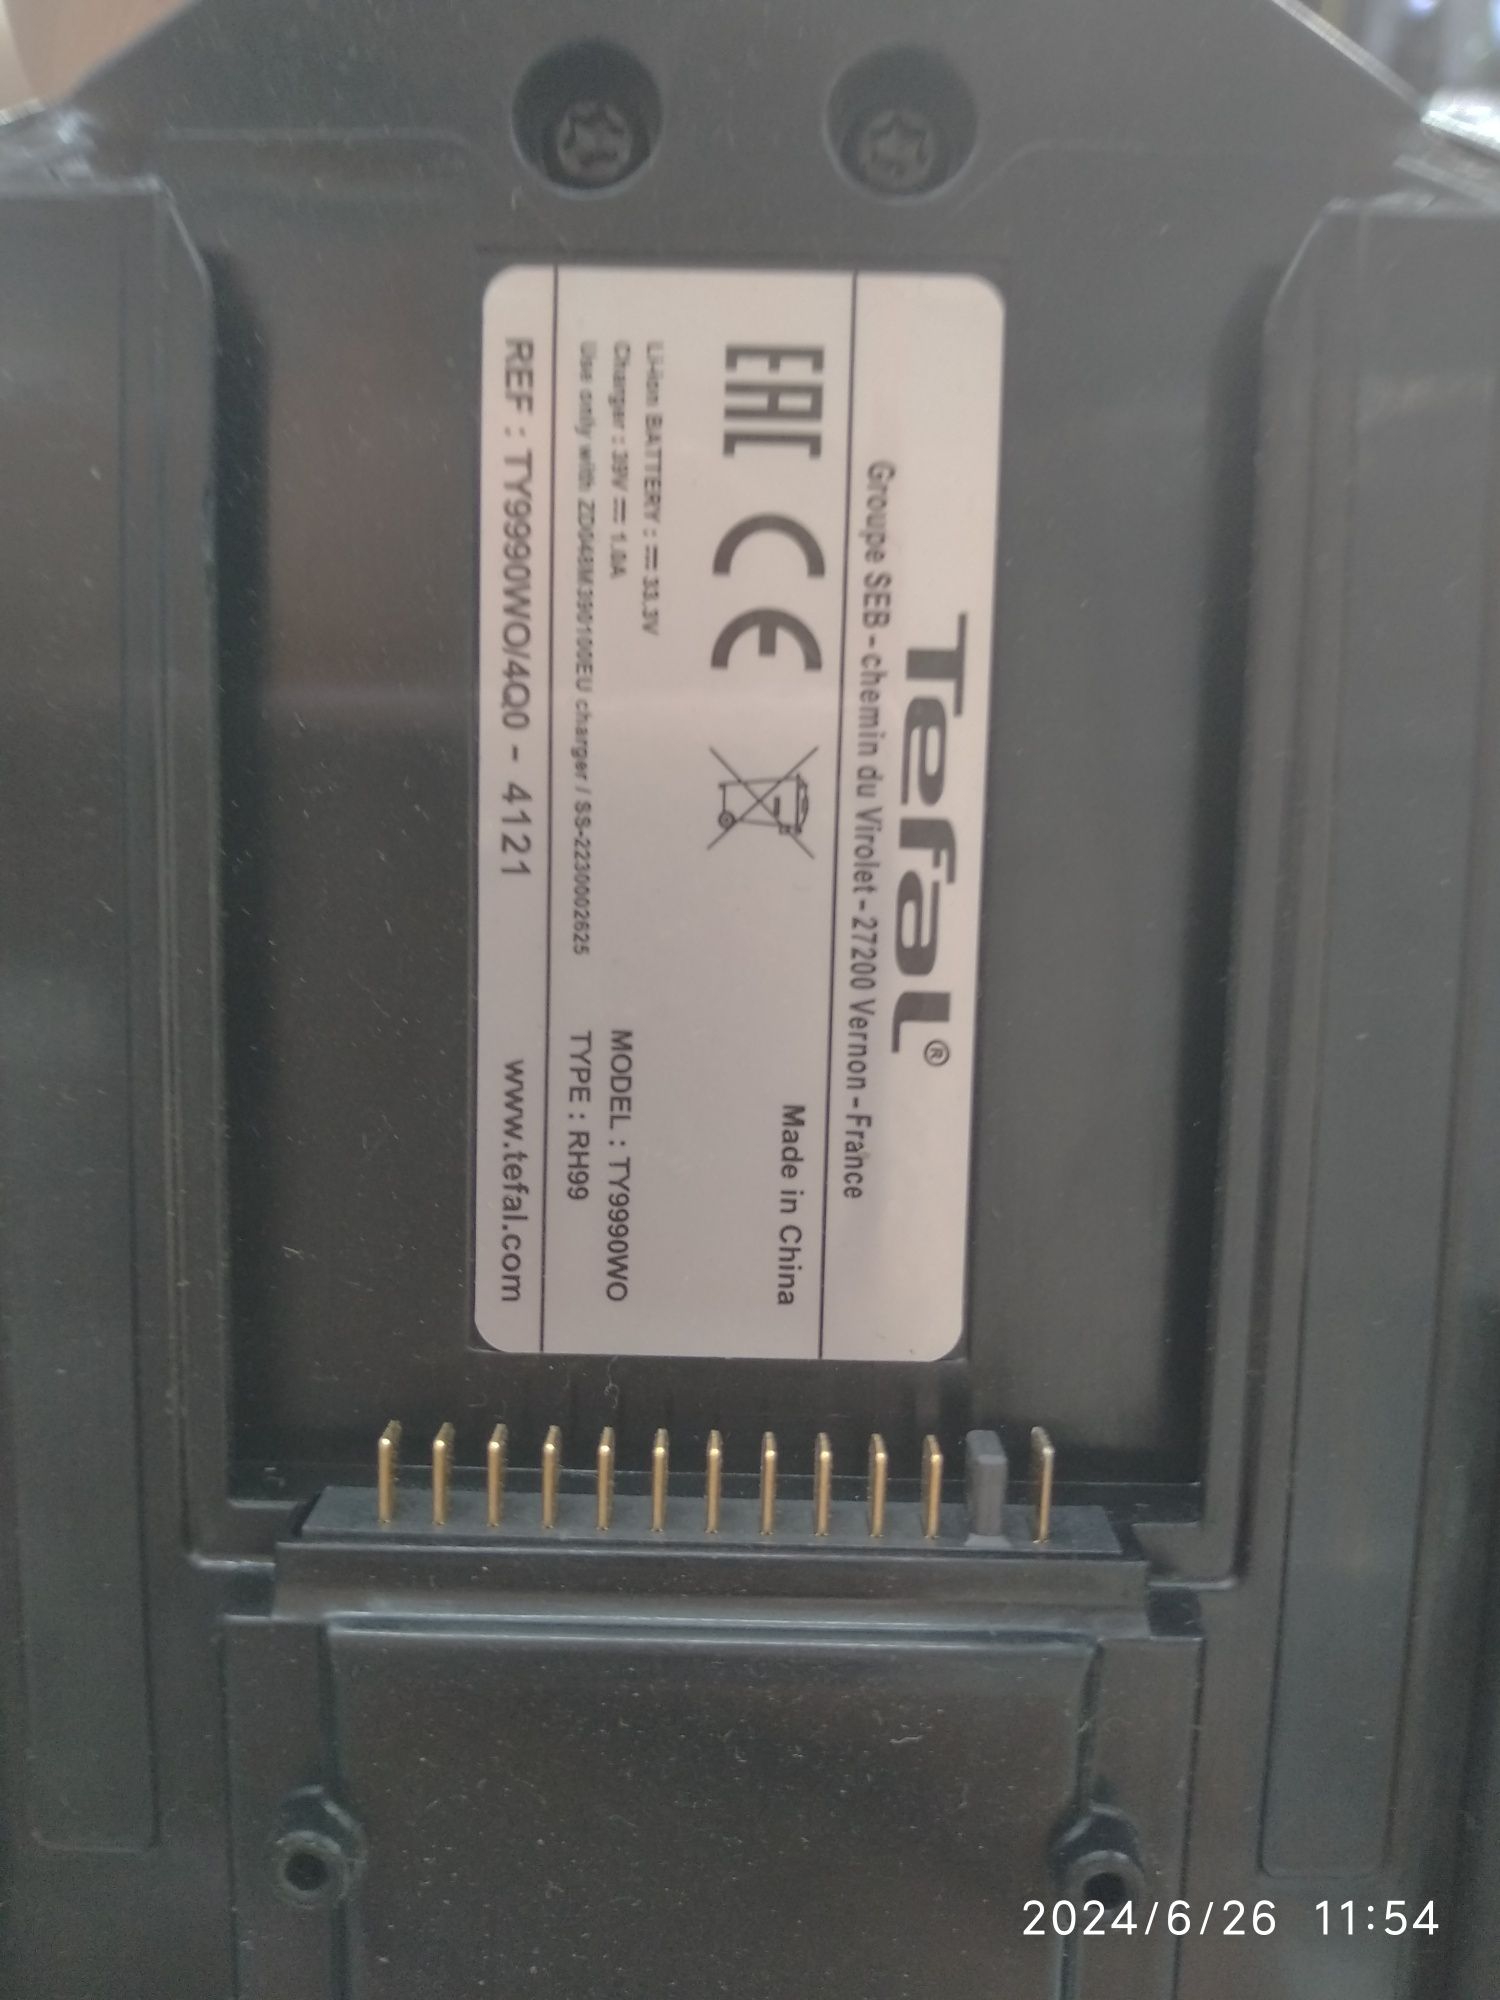 Tefal®
Groupe SEB - chemin du Virolet - 27200 Vernon - France
EAC CE
Made in China
Li-ion BATTERY : ⎓ 33.3V
Charger : 39V ⎓ 1.0A
Use only with ZD048M390100EU charger / SS-2230002625
MODEL : TY9990WO
TYPE : RH99
REF : TY9990WO/4Q0 - 4121
www.tefal.com
2024/6/26 11:54